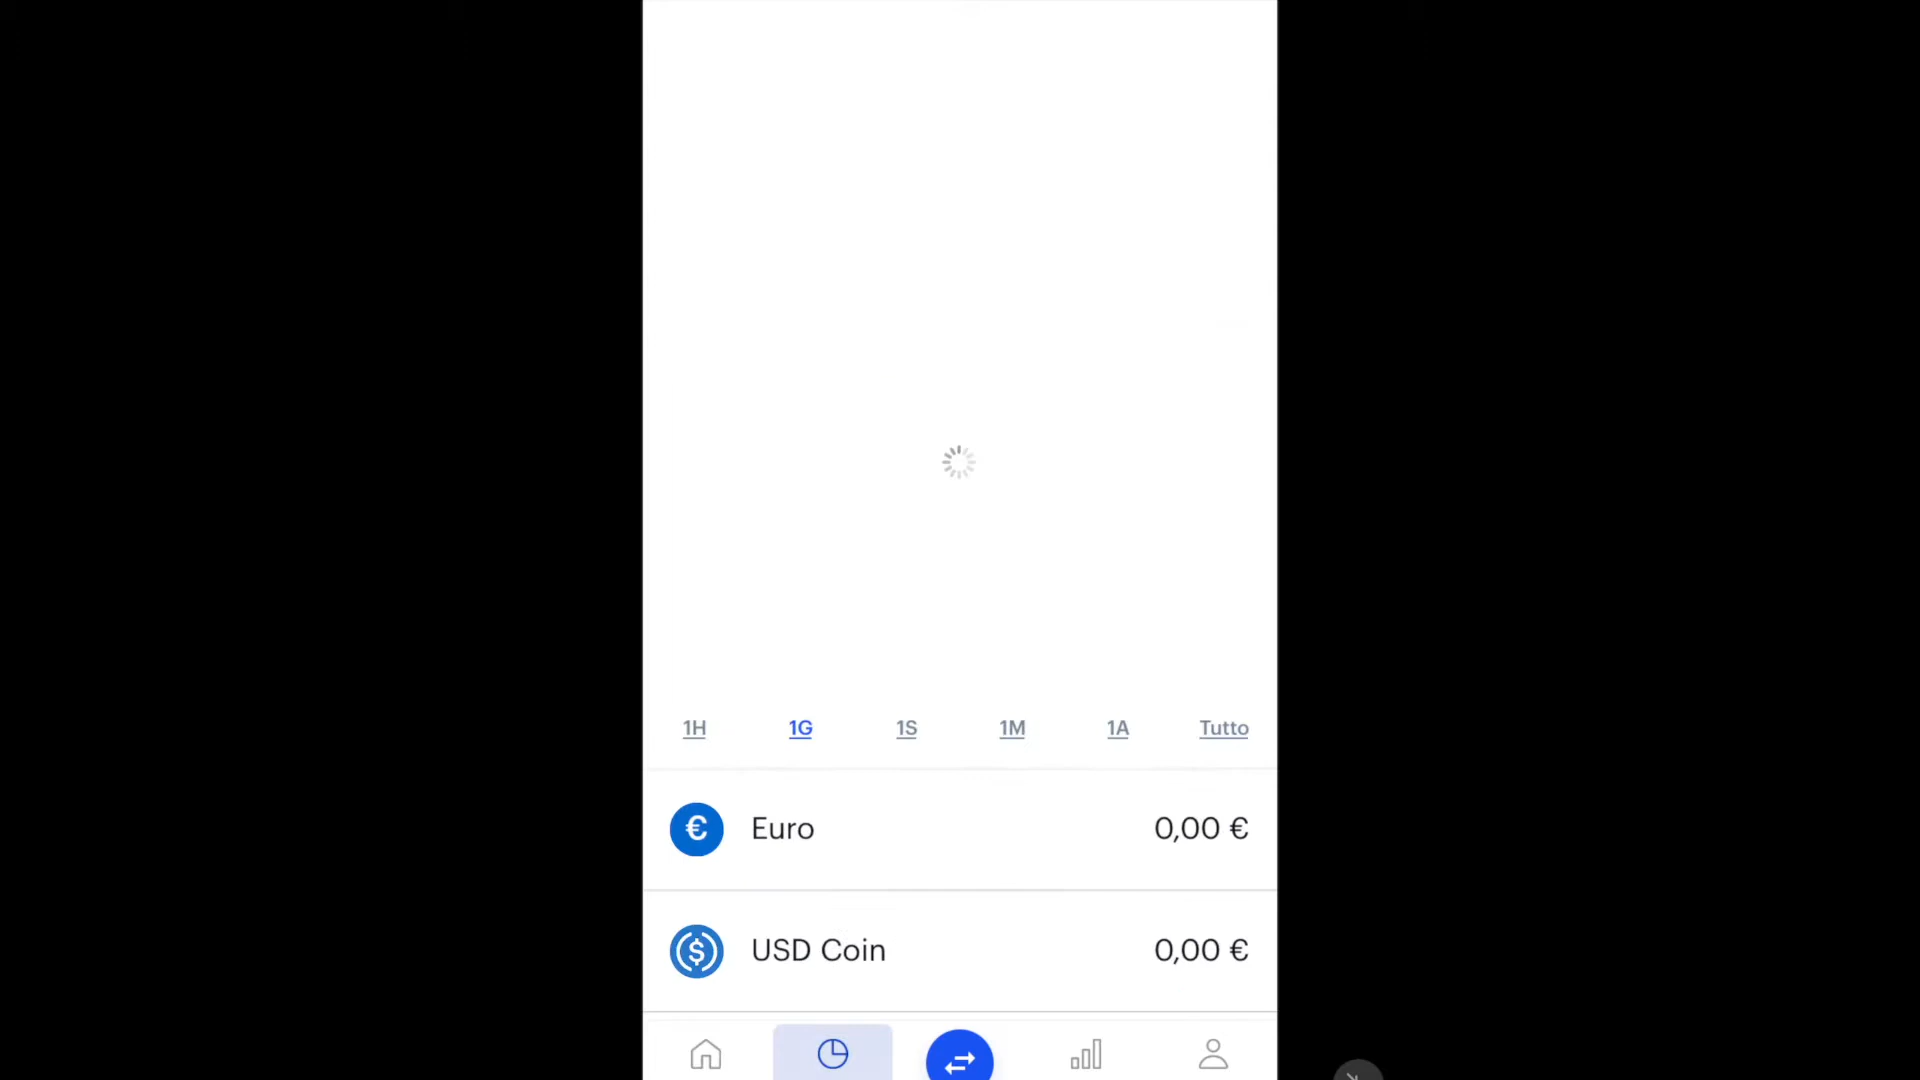 1H 1G 1S 1M 1A Tutto
€ Euro 0,00 €
$ USD Coin 0,00 €